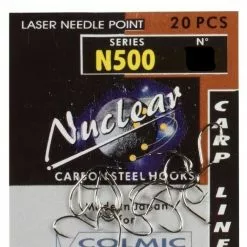 LASER NEEDLE POINT
20 PCS
SERIES
N°
N500
Nuclear
CARBON STEEL HOOKS
Made in Japan
for
COLMIC
CARP LINE